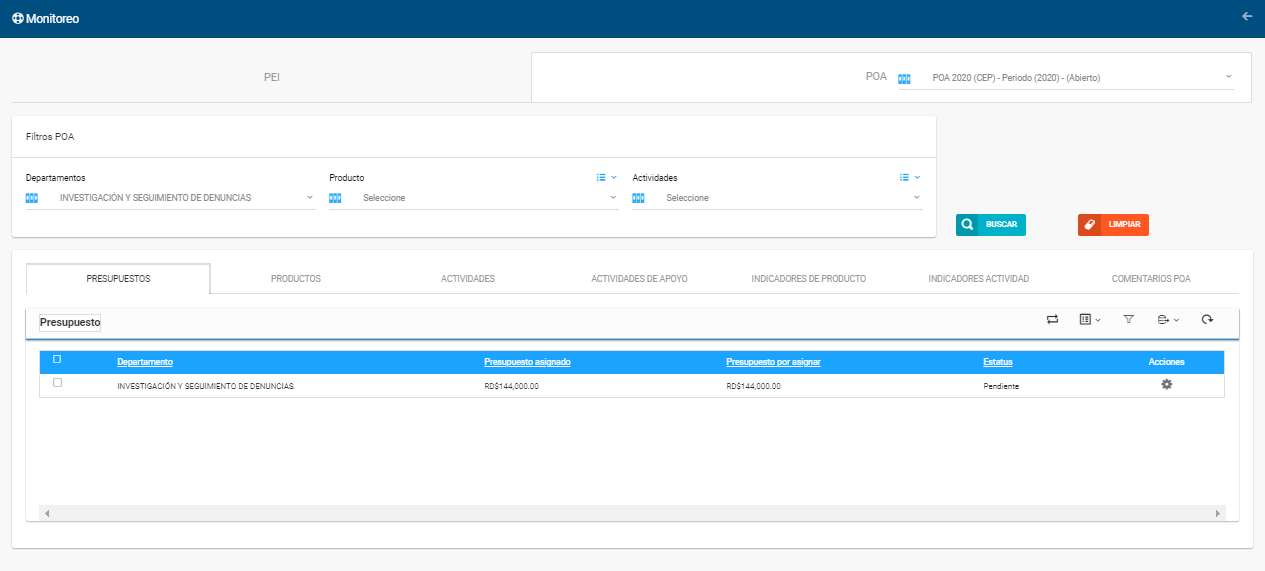 Monitoreo
PEI
POA POA 2020 (CEP) - Periodo (2020) - (Abierto)
Filtros POA
Departamentos Producto Actividades
INVESTIGACIÓN Y SEGUIMIENTO DE DENUNCIAS Seleccione Seleccione
BUSCAR LIMPIAR
PRESUPUESTOS PRODUCTOS ACTIVIDADES ACTIVIDADES DE APOYO INDICADORES DE PRODUCTO INDICADORES ACTIVIDAD COMENTARIOS POA
Presupuesto
Departamento Presupuesto asignado Presupuesto por asignar Estatus Acciones
INVESTIGACIÓN Y SEGUIMIENTO DE DENUNCIAS RD$144,000.00 RD$144,000.00 Pendiente